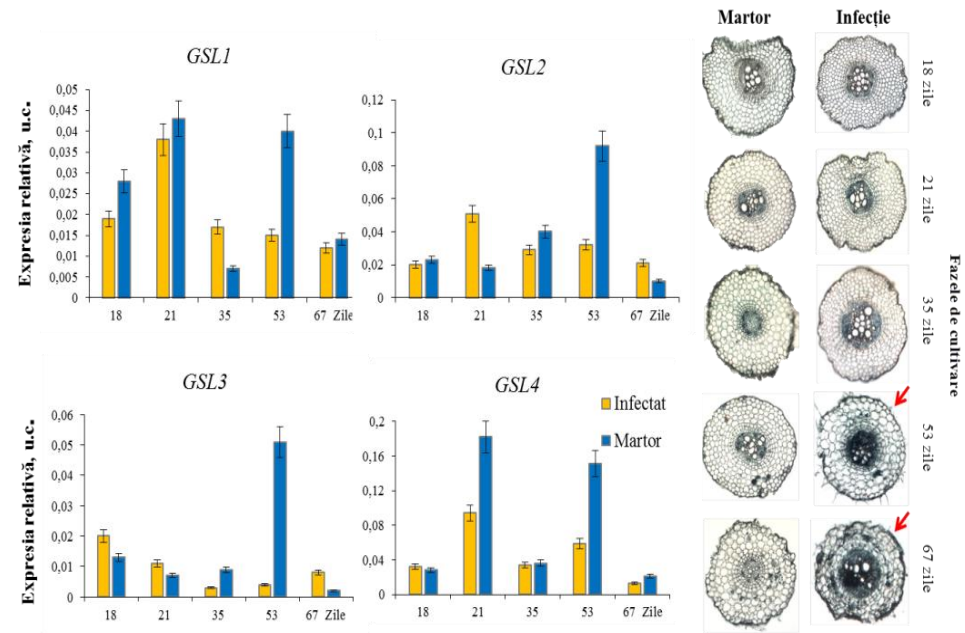 GSL1
Expresia relativă, u.c.
0,05
0,045
0,04
0,035
0,03
0,025
0,02
0,015
0,01
0,005
0
18 21 35 53 67 Zile
GSL2
0,12
0,1
0,08
0,06
0,04
0,02
0
18 21 35 53 67 Zile
GSL3
Expresia relativă, u.c.
0,06
0,05
0,04
0,03
0,02
0,01
0
18 21 35 53 67 Zile
GSL4
0,2
0,16
0,12
0,08
0,04
0
18 21 35 53 67 Zile
Infectat
Martor
Martor Infecție
18 zile
21 zile
35 zile
53 zile
67 zile
Fazele de cultivare